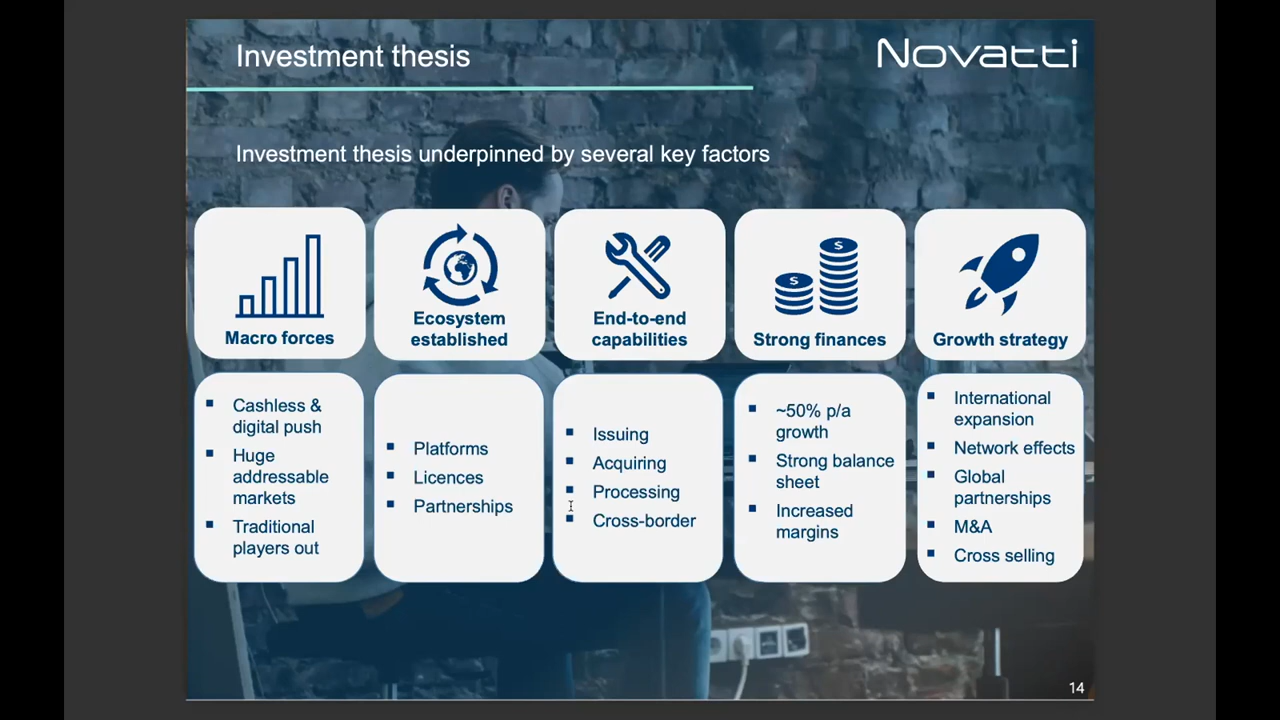 Investment thesis
Novatti
Investment thesis underpinned by several key factors
Macro forces
Ecosystem
established
End-to-end
capabilities
Strong finances
Growth strategy
Cashless &
digital push
Huge
addressable
markets
Traditional
players out
Platforms
Licences
Partnerships
Issuing
Acquiring
Processing
Cross-border
~50% p/a
growth
Strong balance
sheet
Increased
margins
International
expansion
Network effects
Global
partnerships
M&A
Cross selling
14